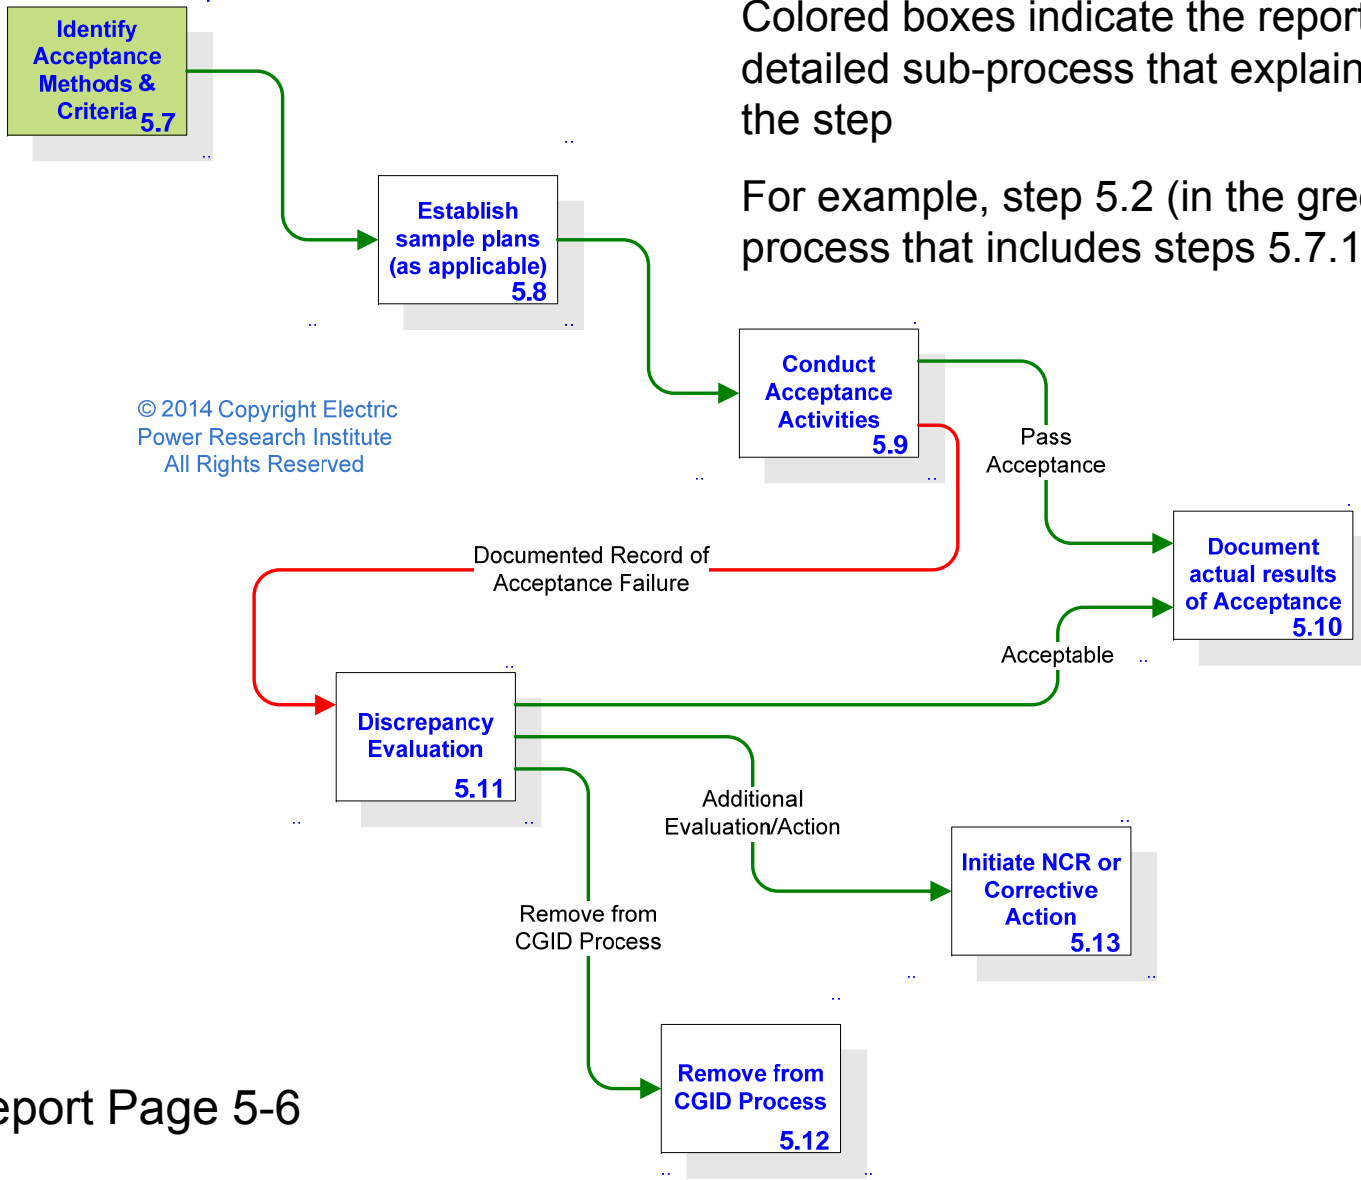 Identify
Acceptance
Methods &
Criteria
5.7
Colored boxes indicate the report
detailed sub-process that explain
the step
For example, step 5.2 (in the gree
process that includes steps 5.7.1
Establish
sample plans
(as applicable)
5.8
Conduct
Acceptance
Activities
5.9
© 2014 Copyright Electric
Power Research Institute
All Rights Reserved
Pass
Acceptance
Document
actual results
of Acceptance
5.10
Documented Record of
Acceptance Failure
Acceptable
Discrepancy
Evaluation
5.11
Additional
Evaluation/Action
Initiate NCR or
Corrective
Action
5.13
Remove from
CGID Process
Remove from
CGID Process
5.12
eport Page 5-6